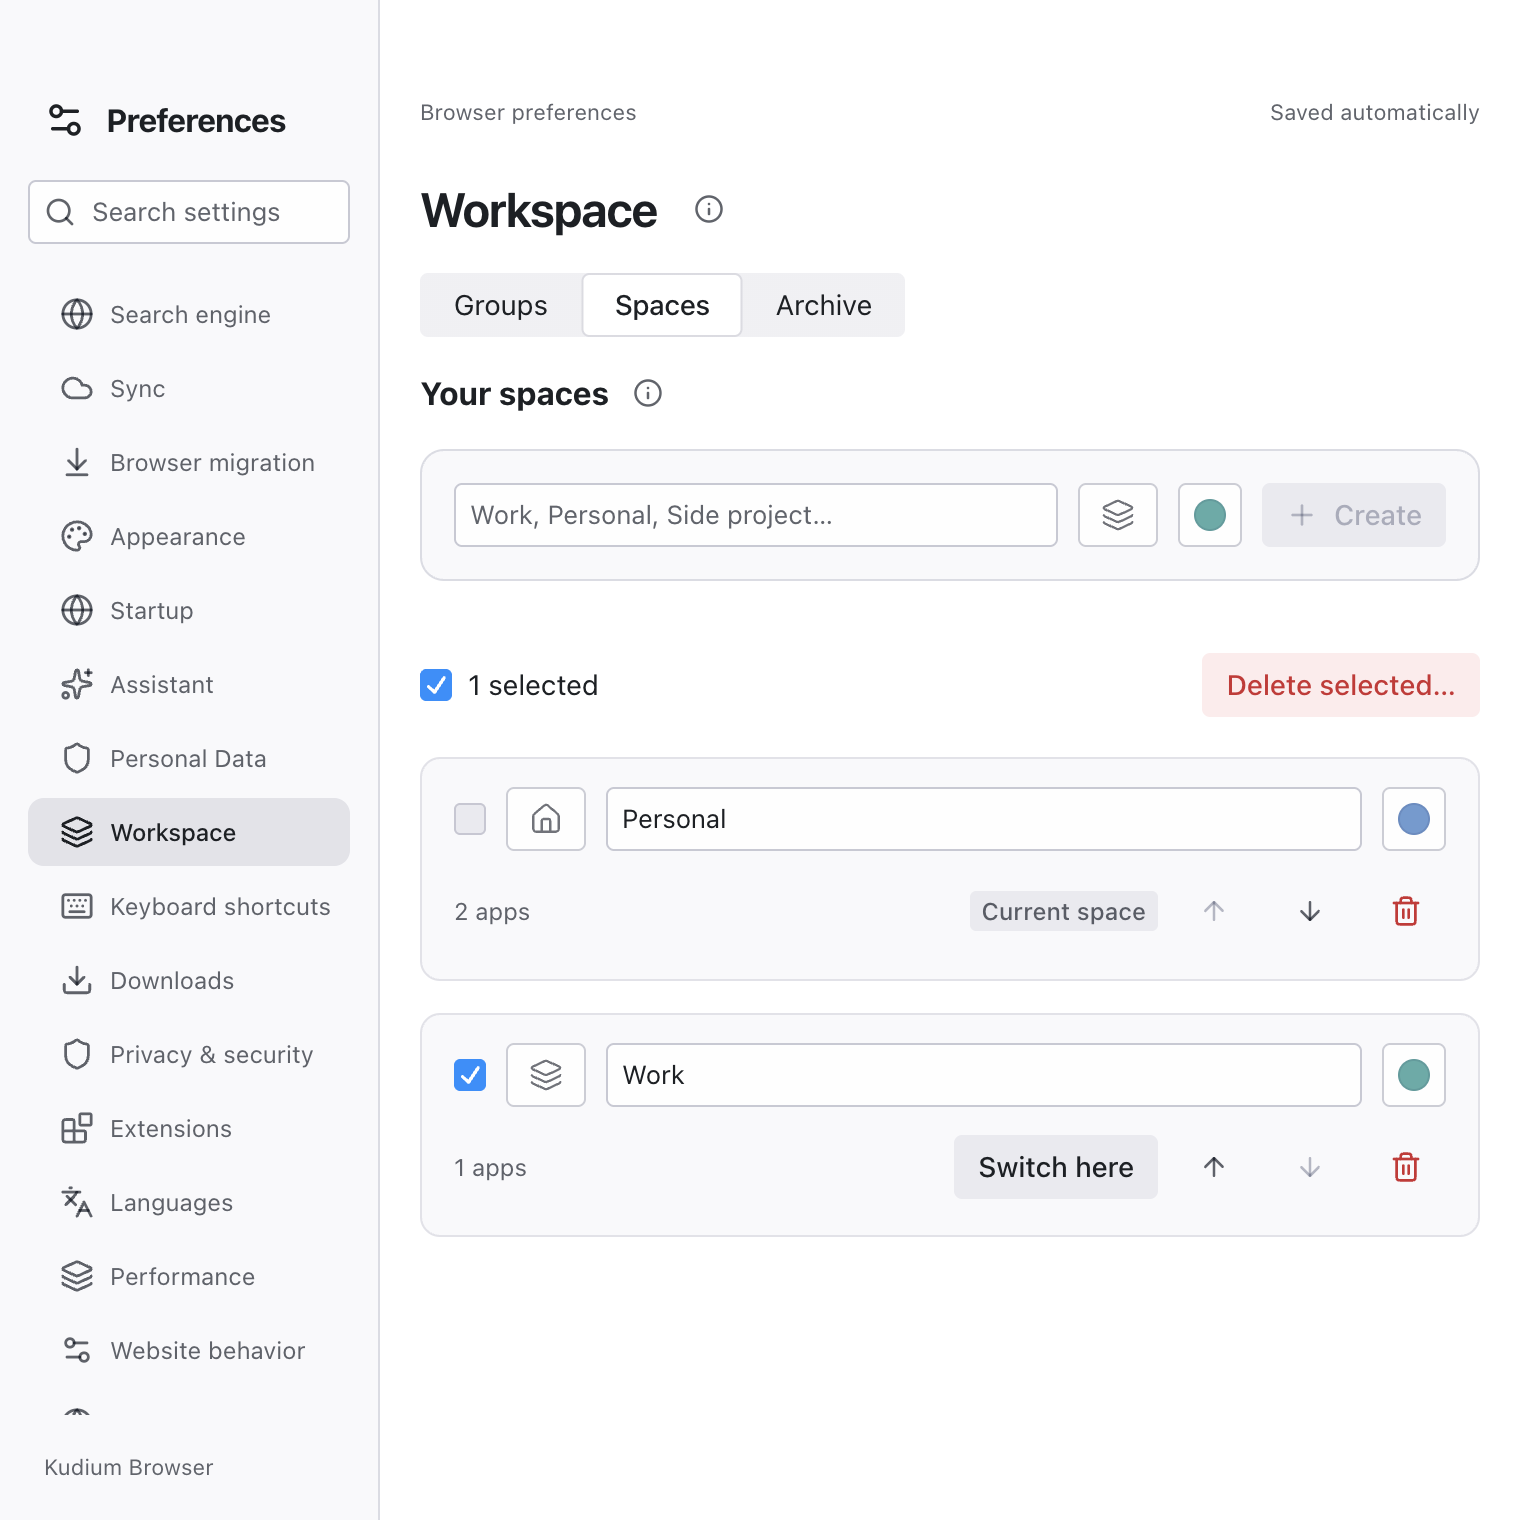 Preferences
Search settings
Search engine
Sync
Browser migration
Appearance
Startup
Assistant
Personal Data
Workspace
Keyboard shortcuts
Downloads
Privacy & security
Extensions
Languages
Performance
Website behavior
Kudium Browser
Browser preferences
Saved automatically
Workspace
Groups Spaces Archive
Your spaces
Work, Personal, Side project...
Create
1 selected
Delete selected...
Personal
2 apps
Current space
Work
1 apps
Switch here